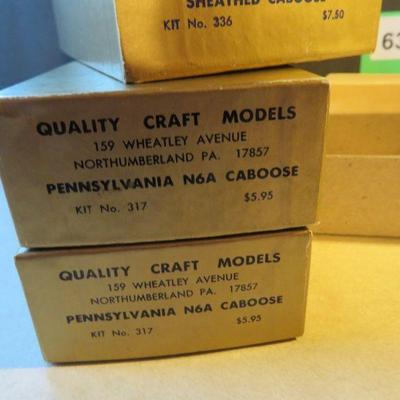 SHEATHED CABOOSE
KIT No. 336 $7.50
63
QUALITY CRAFT MODELS
159 WHEATLEY AVENUE
NORTHUMBERLAND PA. 17857
PENNSYLVANIA N6A CABOOSE
KIT No. 317 $5.95
QUALITY CRAFT MODELS
159 WHEATLEY AVENUE
NORTHUMBERLAND PA. 17857
PENNSYLVANIA N6A CABOOSE
KIT No. 317 $5.95